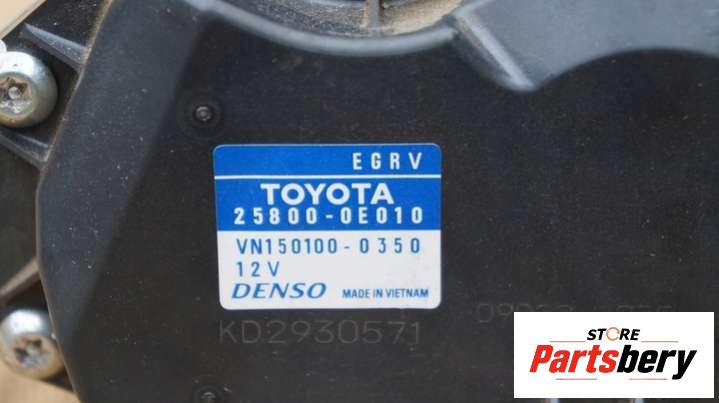 EGRV
TOYOTA
25800-0E010
VN150100-0350
12V
DENSO MADE IN VIETNAM
KD2930571
STORE
Partsbery